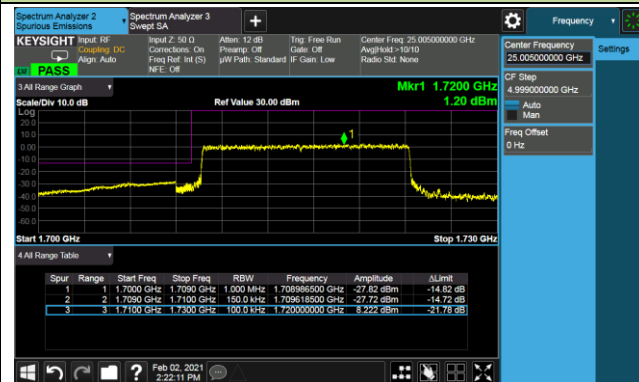 Spectrum Analyzer 2
Spurious Emissions
Spectrum Analyzer 3
Swept SA
Frequency
KEYSIGHT
Input: RF
Coupling: DC
Align: Auto
Input Z: 50 Ω
Corrections: On
Freq Ref: Int (S)
NFE: Off
Atten: 12 dB
Preamp: Off
µW Path: Standard
Trig: Free Run
Gate: Off
IF Gain: Low
Center Freq: 25.005000000 GHz
Avg|Hold:>10/10
Radio Std: None
PASS
3 All Range Graph
Mkr1 1.7200 GHz
Scale/Div 10.0 dB
Ref Value 30.00 dBm
1.20 dBm
Log
20.0
10.0
0.00
-10.0
-20.0
-30.0
-40.0
-50.0
-60.0
1
Start 1.700 GHz
Stop 1.730 GHz
4 All Range Table
Spur Range Start Freq Stop Freq RBW Frequency Amplitude ΔLimit
1 1 1.7000 GHz 1.7090 GHz 1.000 MHz 1.708986500 GHz -27.82 dBm -14.82 dB
2 2 1.7090 GHz 1.7100 GHz 150.0 kHz 1.709618500 GHz -27.72 dBm -14.72 dB
3 3 1.7100 GHz 1.7300 GHz 100.0 kHz 1.720000000 GHz 8.222 dBm -21.78 dB
Feb 02, 2021
2:22:11 PM
Center Frequency
25.005000000 GHz
Settings
CF Step
4.999000000 GHz
Auto
Man
Freq Offset
0 Hz